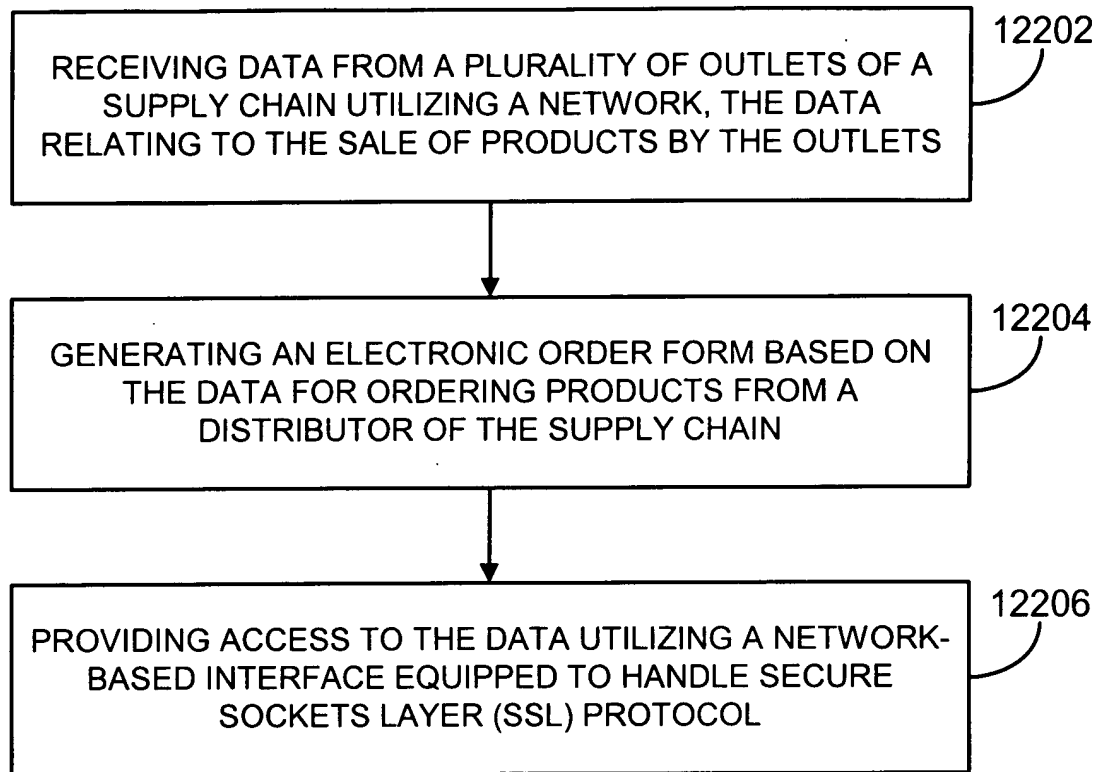 12202
RECEIVING DATA FROM A PLURALITY OF OUTLETS OF A
SUPPLY CHAIN UTILIZING A NETWORK, THE DATA
RELATING TO THE SALE OF PRODUCTS BY THE OUTLETS
12204
GENERATING AN ELECTRONIC ORDER FORM BASED ON
THE DATA FOR ORDERING PRODUCTS FROM A
DISTRIBUTOR OF THE SUPPLY CHAIN
12206
PROVIDING ACCESS TO THE DATA UTILIZING A NETWORK-
BASED INTERFACE EQUIPPED TO HANDLE SECURE
SOCKETS LAYER (SSL) PROTOCOL